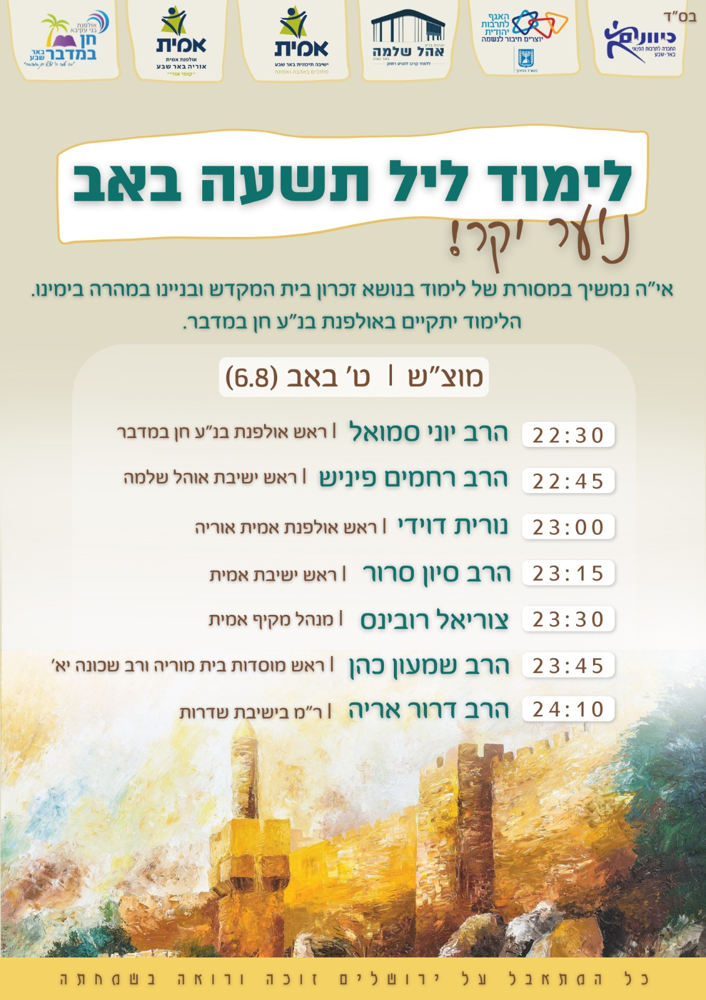 בס״ד
כיוונים
החברה לתרבות הפנאי
באר-שבע
האגף
לתרבות
יהודית
יוצרים חיבור לנשמה
משרד החינוך
ישיבת בנ״ע
אהל שלמה
באר שבע
ללמוד קרוב להגיע רחוק
אמית
ישיבה תיכונית באר שבע
מחנכים באהבה ואמונה
אמית
אולפנת אמית
אוריה באר שבע
״קומי אורי״
אולפנת
בני עקיבא
חן
במדבר
באר
שבע
לימוד ליל תשעה באב
נוער יקר!
אי״ה נמשיך במסורת של לימוד בנושא זכרון בית המקדש ובניינו במהרה בימינו.
הלימוד יתקיים באולפנת בנ״ע חן במדבר.
מוצ״ש | ט׳ באב (6.8)
22:30 הרב יוני סמואל | ראש אולפנת בנ״ע חן במדבר
22:45 הרב רחמים פיניש | ראש ישיבת אוהל שלמה
23:00 נורית דוידי | ראש אולפנת אמית אוריה
23:15 הרב סיון סרור | ראש ישיבת אמית
23:30 צוריאל רובינס | מנהל מקיף אמית
23:45 הרב שמעון כהן | ראש מוסדות בית מוריה ורב שכונה יא׳
24:10 הרב דרור אריה | ר״מ בישיבת שדרות
כל המתאבל על ירושלים זוכה ורואה בשמחתה